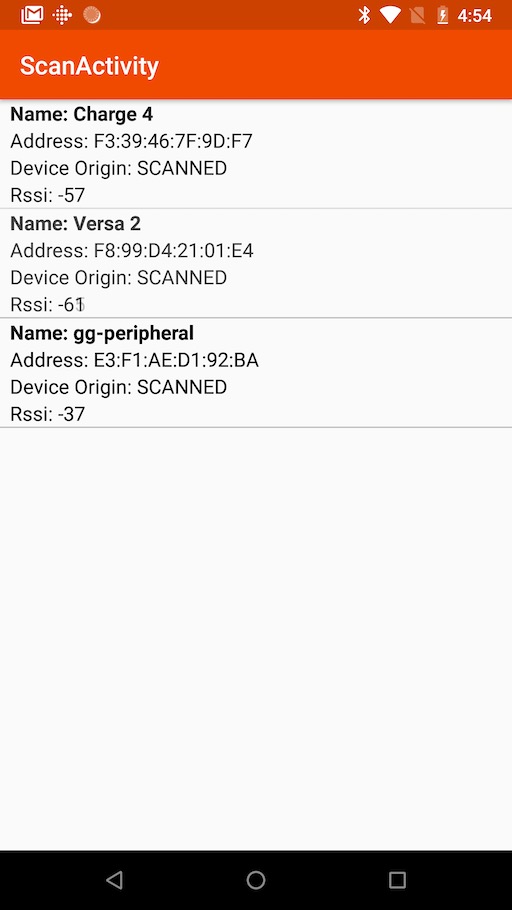 4:54
ScanActivity
Name: Charge 4
Address: F3:39:46:7F:9D:F7
Device Origin: SCANNED
Rssi: -57
Name: Versa 2
Address: F8:99:D4:21:01:E4
Device Origin: SCANNED
Rssi:
Name: gg-peripheral
Address: E3:F1:AE:D1:92:BA
Device Origin: SCANNED
Rssi: -37